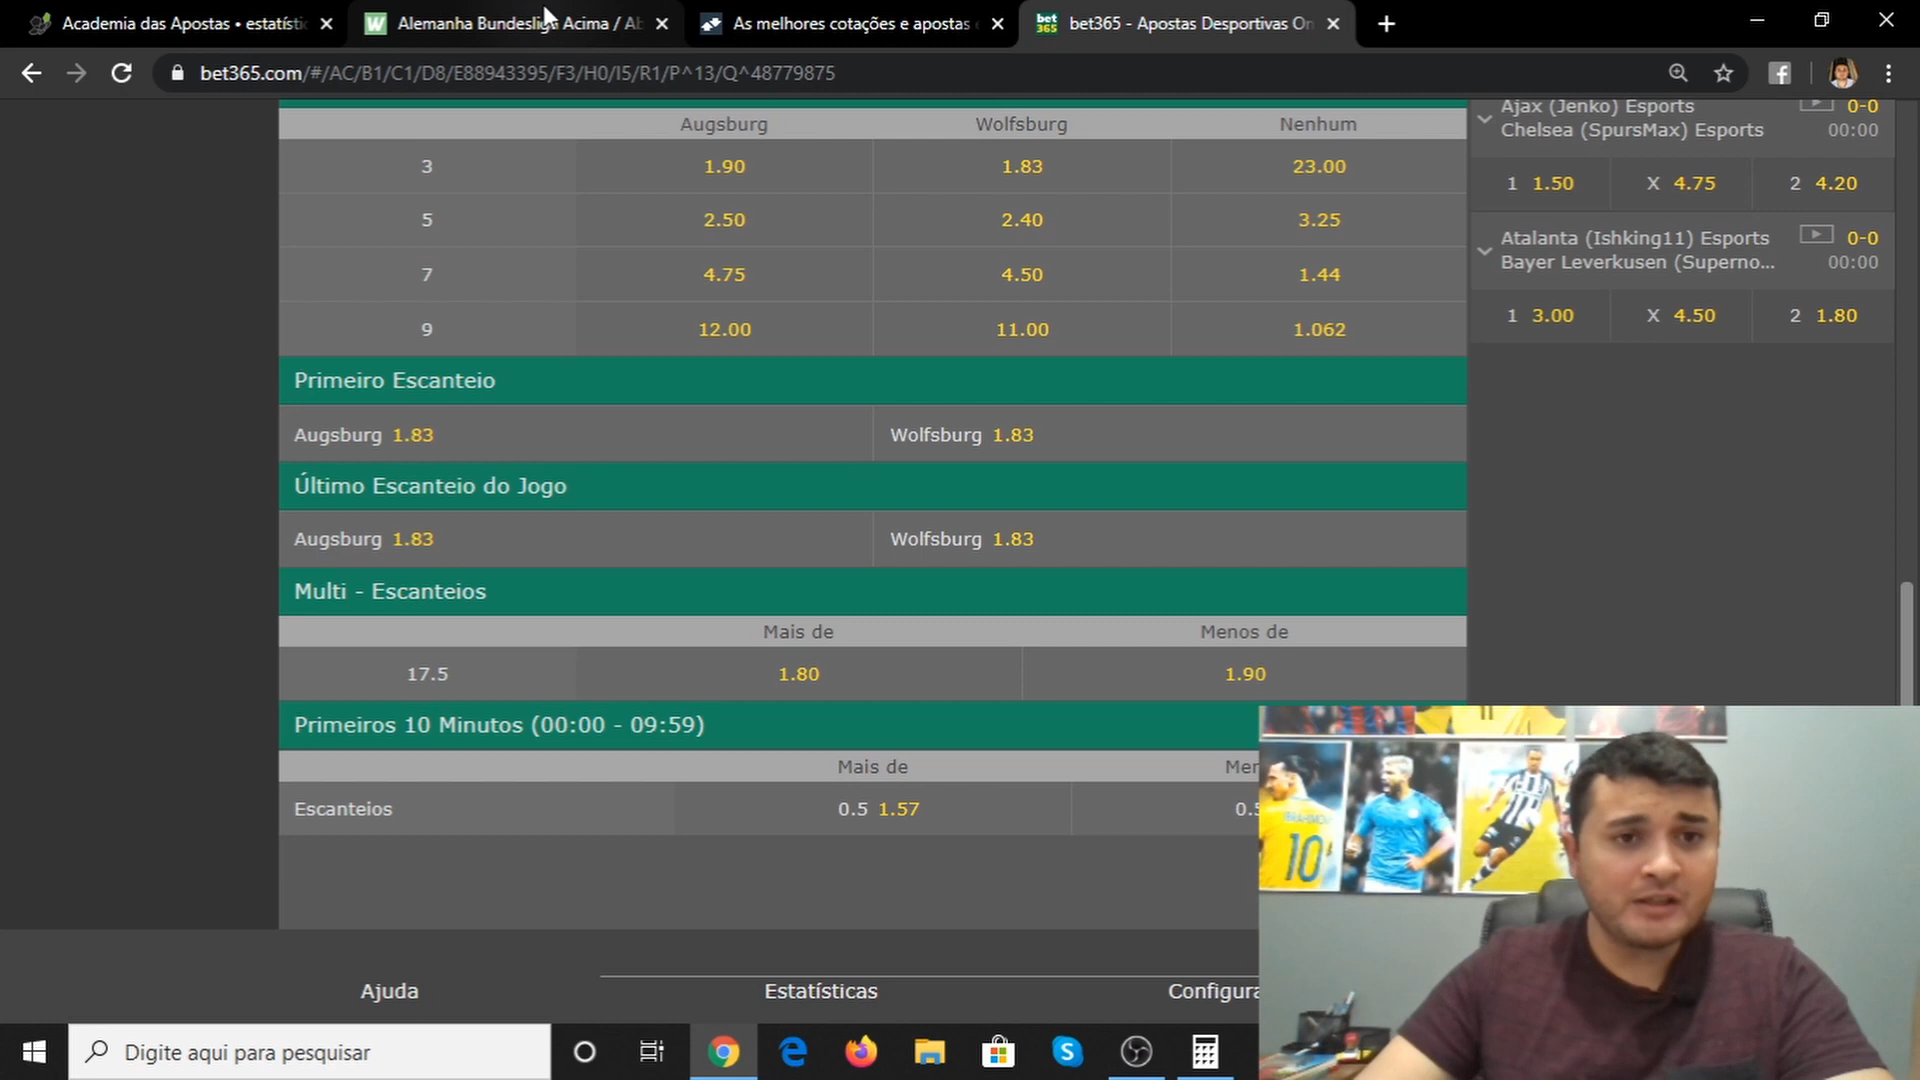 Academia das Apostas • estatístic
Alemanha Bundesliga Acima / Ab
As melhores cotações e apostas e
bet365 - Apostas Desportivas On
bet365.com/#/AC/B1/C1/D8/E88943395/F3/H0/I5/R1/P^13/Q^48779875
Augsburg Wolfsburg Nenhum
3 1.90 1.83 23.00
5 2.50 2.40 3.25
7 4.75 4.50 1.44
9 12.00 11.00 1.062
Primeiro Escanteio
Augsburg 1.83 Wolfsburg 1.83
Último Escanteio do Jogo
Augsburg 1.83 Wolfsburg 1.83
Multi - Escanteios
Mais de Menos de
17.5 1.80 1.90
Primeiros 10 Minutos (00:00 - 09:59)
Mais de Men
Escanteios 0.5 1.57 0.5
Ajax (Jenko) Esports 0-0
Chelsea (SpursMax) Esports 00:00
1 1.50 X 4.75 2 4.20
Atalanta (Ishking11) Esports 0-0
Bayer Leverkusen (Superno... 00:00
1 3.00 X 4.50 2 1.80
Ajuda Estatísticas Configura
Digite aqui para pesquisar
10